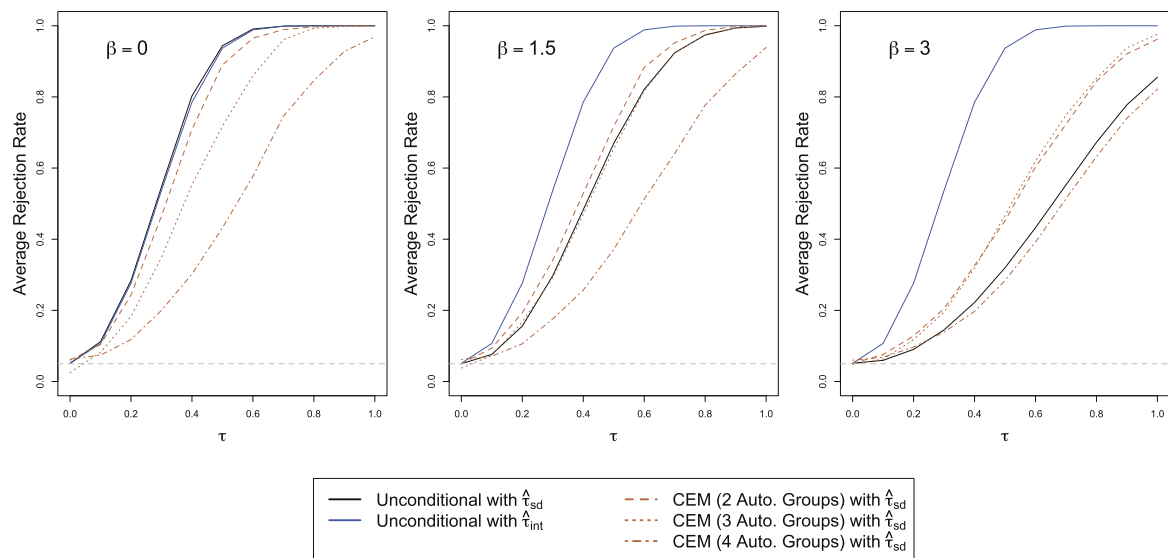 β = 0
Average Rejection Rate
0.0 0.2 0.4 0.6 0.8 1.0
0.0 0.2 0.4 0.6 0.8 1.0
τ
β = 1.5
Average Rejection Rate
0.0 0.2 0.4 0.6 0.8 1.0
0.0 0.2 0.4 0.6 0.8 1.0
τ
β = 3
Average Rejection Rate
0.0 0.2 0.4 0.6 0.8 1.0
0.0 0.2 0.4 0.6 0.8 1.0
τ
Unconditional with τ̂sd
Unconditional with τ̂int
CEM (2 Auto. Groups) with τ̂sd
CEM (3 Auto. Groups) with τ̂sd
CEM (4 Auto. Groups) with τ̂sd